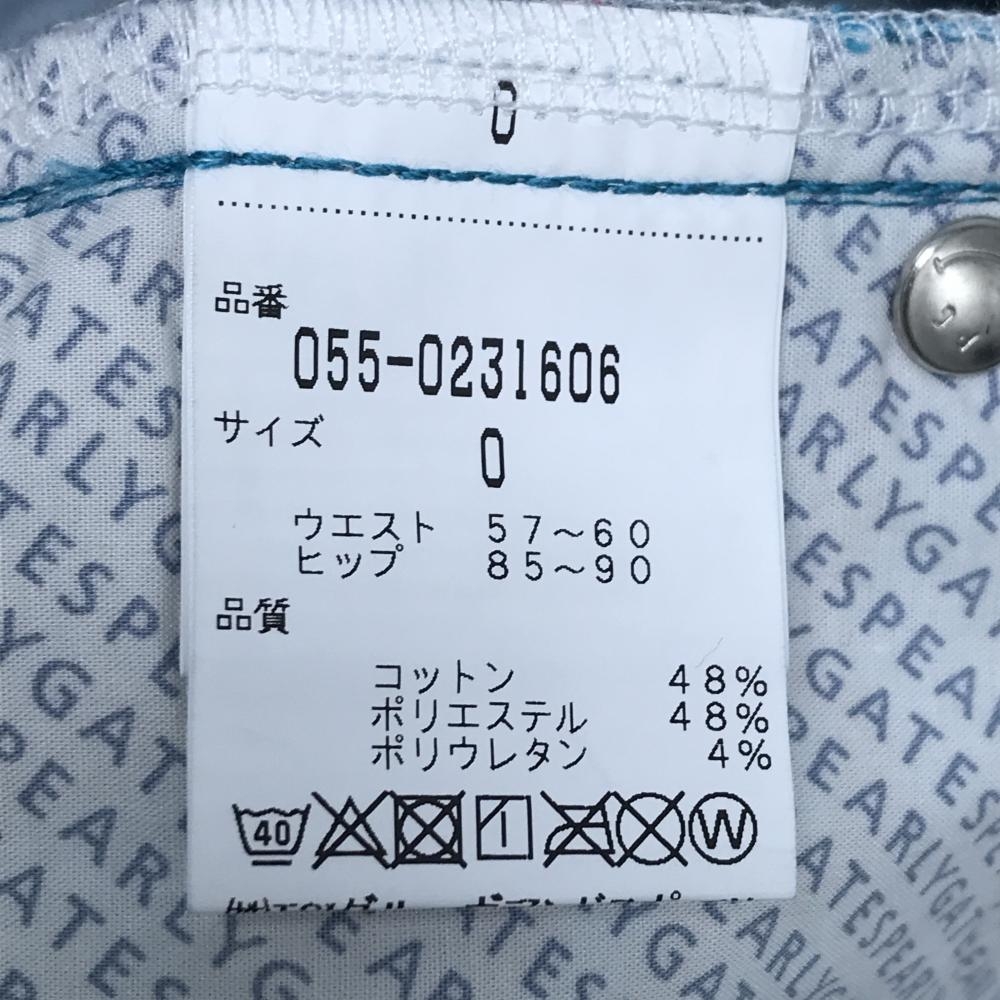 0
品番
055-0231606
サイズ
0
ウエスト 57～60
ヒップ 85～90
品質
コットン 48%
ポリエステル 48%
ポリウレタン 4%
40
W
PEARLYGATES